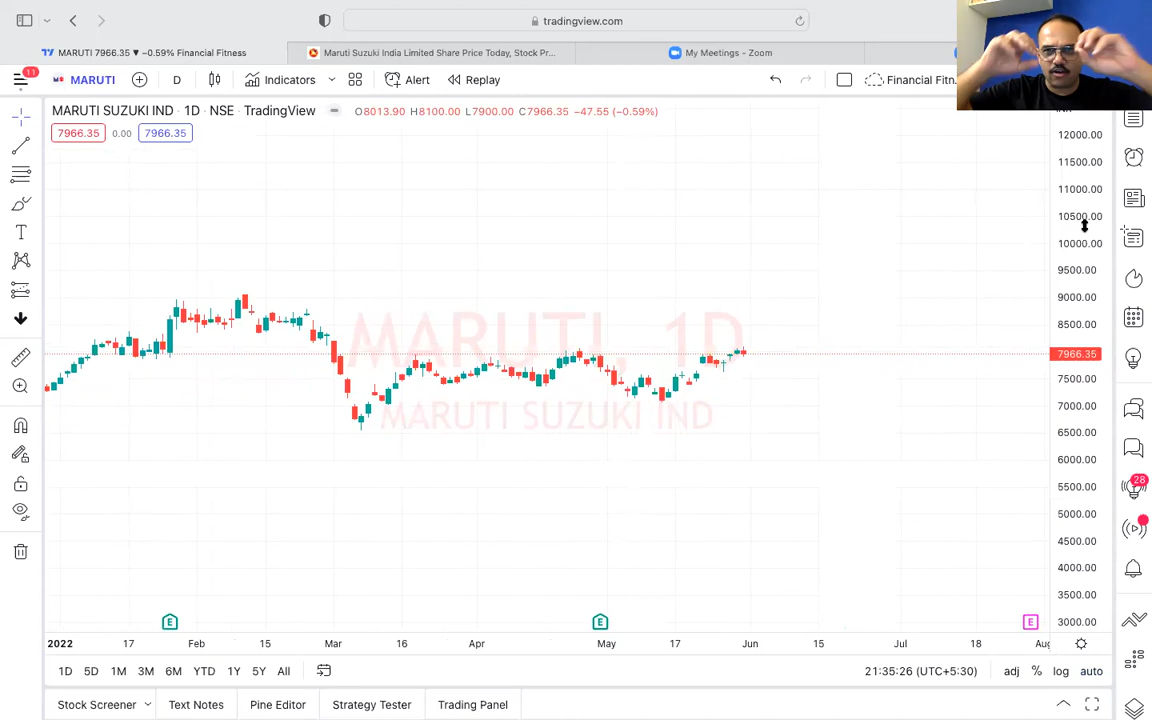 tradingview.com
MARUTI 7966.35 ▼ −0.59% Financial Fitness
Maruti Suzuki India Limited Share Price Today, Stock Pr...
My Meetings - Zoom
11
MARUTI
D
Indicators
Alert
Replay
Financial Fitn
MARUTI SUZUKI IND · 1D · NSE · TradingView
O8013.90 H8100.00 L7900.00 C7966.35 −47.55 (−0.59%)
7966.35 0.00 7966.35
12000.00
11500.00
11000.00
10500.00
10000.00
9500.00
9000.00
8500.00
7966.35
7500.00
7000.00
6500.00
6000.00
5500.00
5000.00
4500.00
4000.00
3500.00
3000.00
MARUTI, 1D
MARUTI SUZUKI IND
28
E
E
E
2022 17 Feb 15 Mar 16 Apr May 17 Jun 15 Jul 18 Aug
1D 5D 1M 3M 6M YTD 1Y 5Y All
21:35:26 (UTC+5:30)
adj % log auto
Stock Screener
Text Notes
Pine Editor
Strategy Tester
Trading Panel